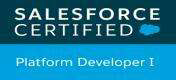 SALESFORCE
CERTIFIED
Platform Developer I